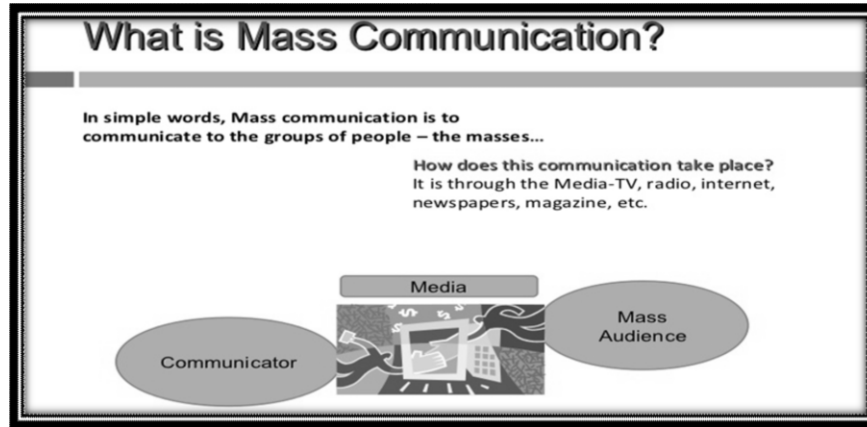 What is Mass Communication?
In simple words, Mass communication is to
communicate to the groups of people – the masses...
How does this communication take place?
It is through the Media-TV, radio, internet,
newspapers, magazine, etc.
Media
Mass
Audience
Communicator